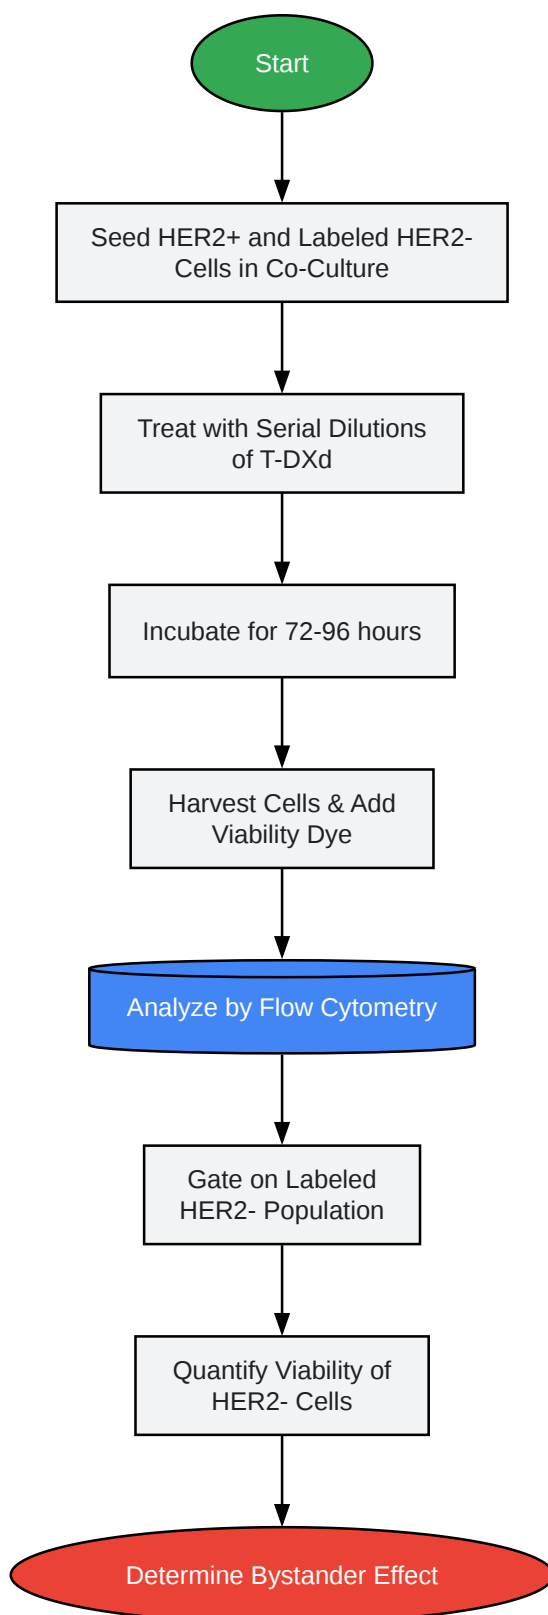 Start
Seed HER2+ and Labeled HER2-
Cells in Co-Culture
Treat with Serial Dilutions
of T-DXd
Incubate for 72-96 hours
Harvest Cells & Add
Viability Dye
Analyze by Flow Cytometry
Gate on Labeled
HER2- Population
Quantify Viability of
HER2- Cells
Determine Bystander Effect